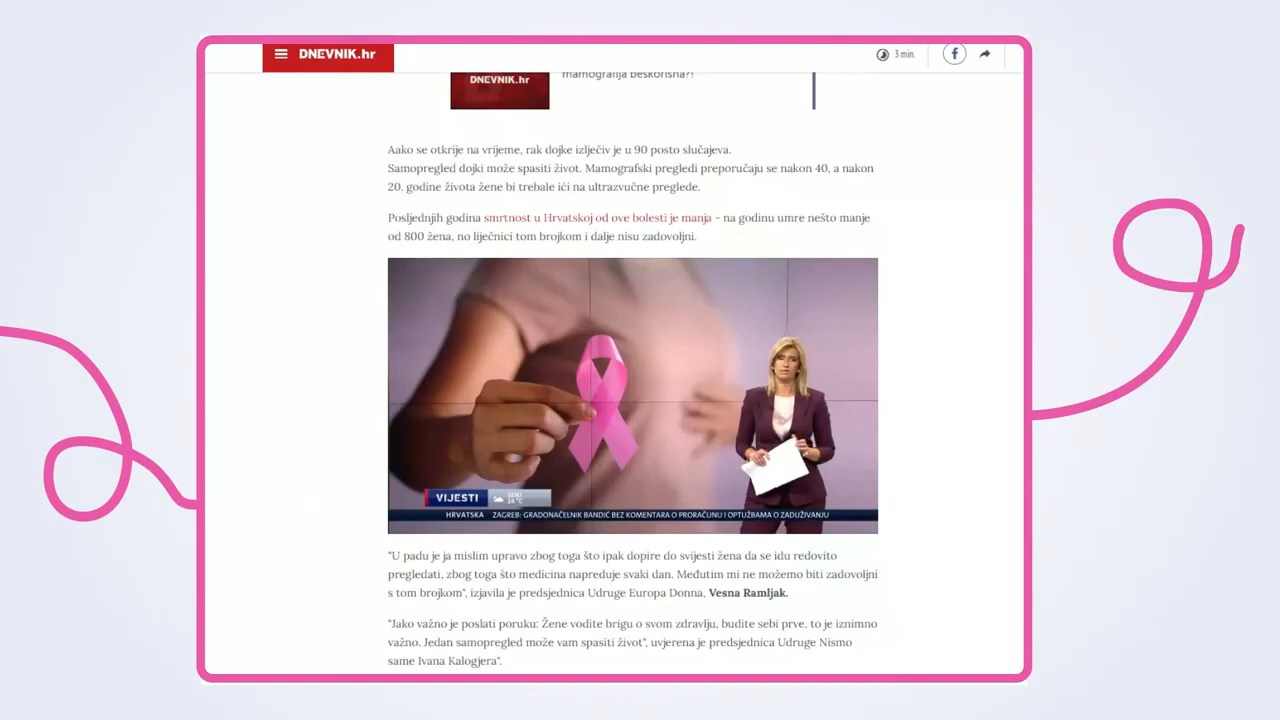 DNEVNIK.hr
3 min.
DNEVNIK.hr
mamografija beskorisna?!
Aako se otkrije na vrijeme, rak dojke izlječiv je u 90 posto slučajeva.
Samopregled dojki može spasiti život. Mamografski pregledi preporučaju se nakon 40, a nakon
20. godine života žene bi trebale ići na ultrazvučne preglede.
Posljednjih godina smrtnost u Hrvatskoj od ove bolesti je manja - na godinu umre nešto manje
od 800 žena, no liječnici tom brojkom i dalje nisu zadovoljni.
VIJESTI
SENJ
24 °C
HRVATSKA ZAGREB: GRADONAČELNIK BANDIĆ BEZ KOMENTARA O PRORAČUNU I OPTUŽBAMA O ZADUŽIVANJU
"U padu je ja mislim upravo zbog toga što ipak dopire do svijesti žena da se idu redovito
pregledati, zbog toga što medicina napreduje svaki dan. Međutim mi ne možemo biti zadovoljni
s tom brojkom", izjavila je predsjednica Udruge Europa Donna, Vesna Ramljak.
"Jako važno je poslati poruku: Žene vodite brigu o svom zdravlju, budite sebi prve, to je iznimno
važno. Jedan samopregled može vam spasiti život", uvjerena je predsjednica Udruge Nismo
same Ivana Kalogjera".